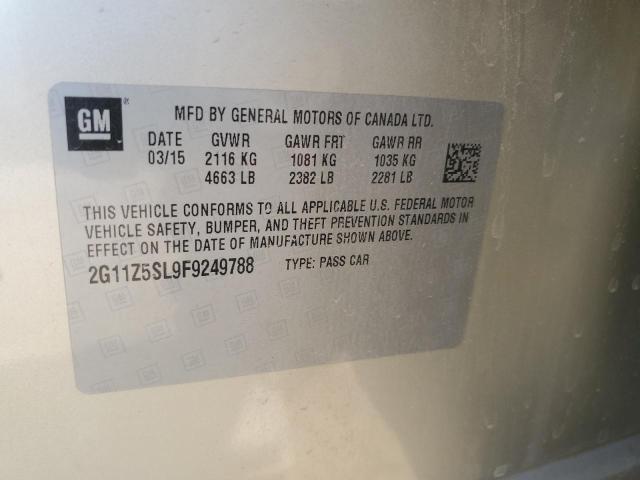 GM®
MFD BY GENERAL MOTORS OF CANADA LTD.
DATE GVWR GAWR FRT GAWR RR
03/15 2116 KG 1081 KG 1035 KG
4663 LB 2382 LB 2281 LB
THIS VEHICLE CONFORMS TO ALL APPLICABLE U.S. FEDERAL MOTOR
VEHICLE SAFETY, BUMPER, AND THEFT PREVENTION STANDARDS IN
EFFECT ON THE DATE OF MANUFACTURE SHOWN ABOVE.
2G11Z5SL9F9249788 TYPE: PASS CAR